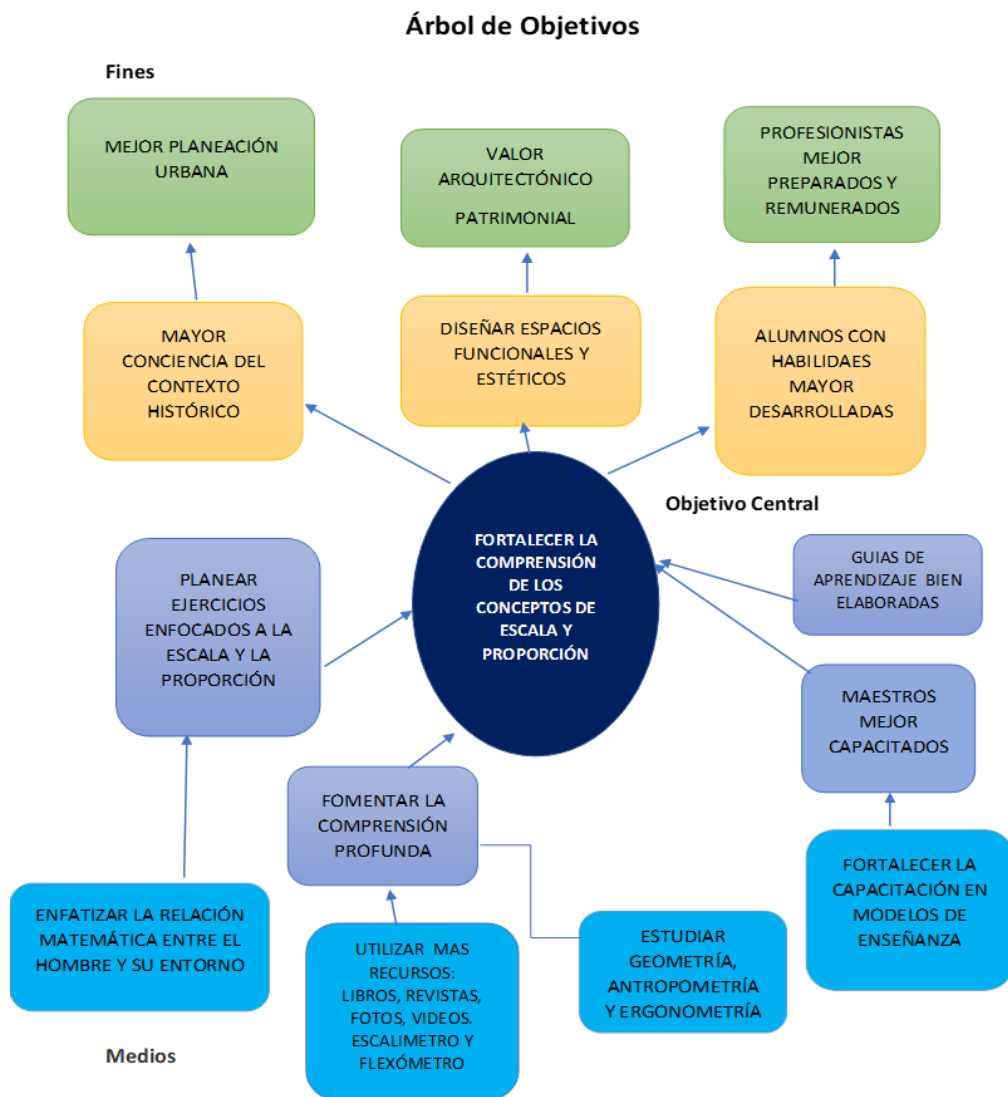 Árbol de Objetivos
Fines
MEJOR PLANEACIÓN
URBANA
VALOR
ARQUITECTÓNICO
PATRIMONIAL
PROFESIONISTAS
MEJOR
PREPARADOS Y
REMUNERADOS
MAYOR
CONCIENCIA DEL
CONTEXTO
HISTÓRICO
DISEÑAR ESPACIOS
FUNCIONALES Y
ESTÉTICOS
ALUMNOS CON
HABILIDAES
MAYOR
DESARROLLADAS
Objetivo Central
FORTALECER LA
COMPRENSIÓN
DE LOS
CONCEPTOS DE
ESCALA Y
PROPORCIÓN
PLANEAR
EJERCICIOS
ENFOCADOS A LA
ESCALA Y LA
PROPORCIÓN
GUIAS DE
APRENDIZAJE BIEN
ELABORADAS
MAESTROS
MEJOR
CAPACITADOS
FOMENTAR LA
COMPRENSIÓN
PROFUNDA
FORTALECER LA
CAPACITACIÓN EN
MODELOS DE
ENSEÑANZA
ENFATIZAR LA RELACIÓN
MATEMÁTICA ENTRE EL
HOMBRE Y SU ENTORNO
UTILIZAR MAS
RECURSOS:
LIBROS, REVISTAS,
FOTOS, VIDEOS.
ESCALIMETRO Y
FLEXÓMETRO
ESTUDIAR
GEOMETRÍA,
ANTROPOMETRÍA
Y ERGONOMETRÍA
Medios